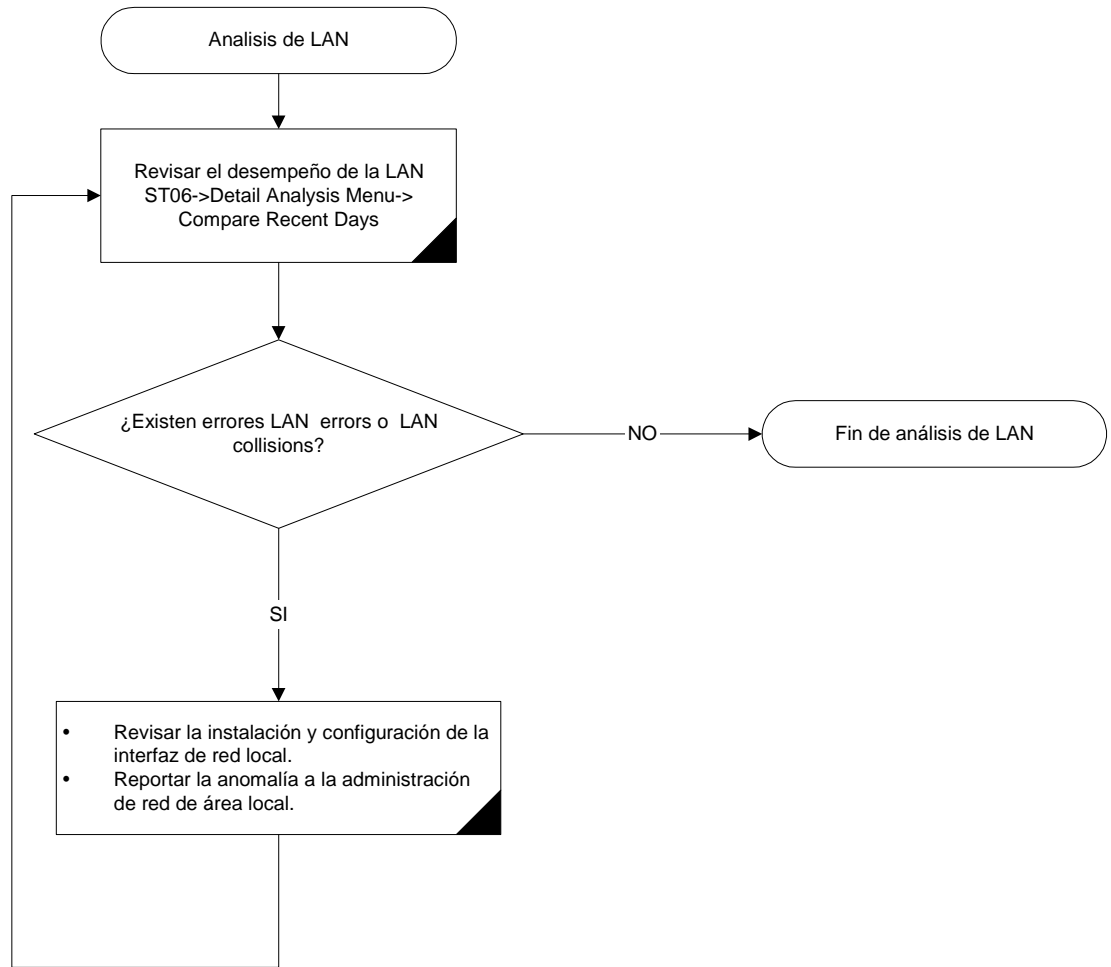 Analisis de LAN
Revisar el desempeño de la LAN
ST06->Detail Analysis Menu->
Compare Recent Days
¿Existen errores LAN  errors o  LAN
collisions?
NO
Fin de análisis de LAN
SI
• Revisar la instalación y configuración de la
interfaz de red local.
• Reportar la anomalía a la administración
de red de área local.